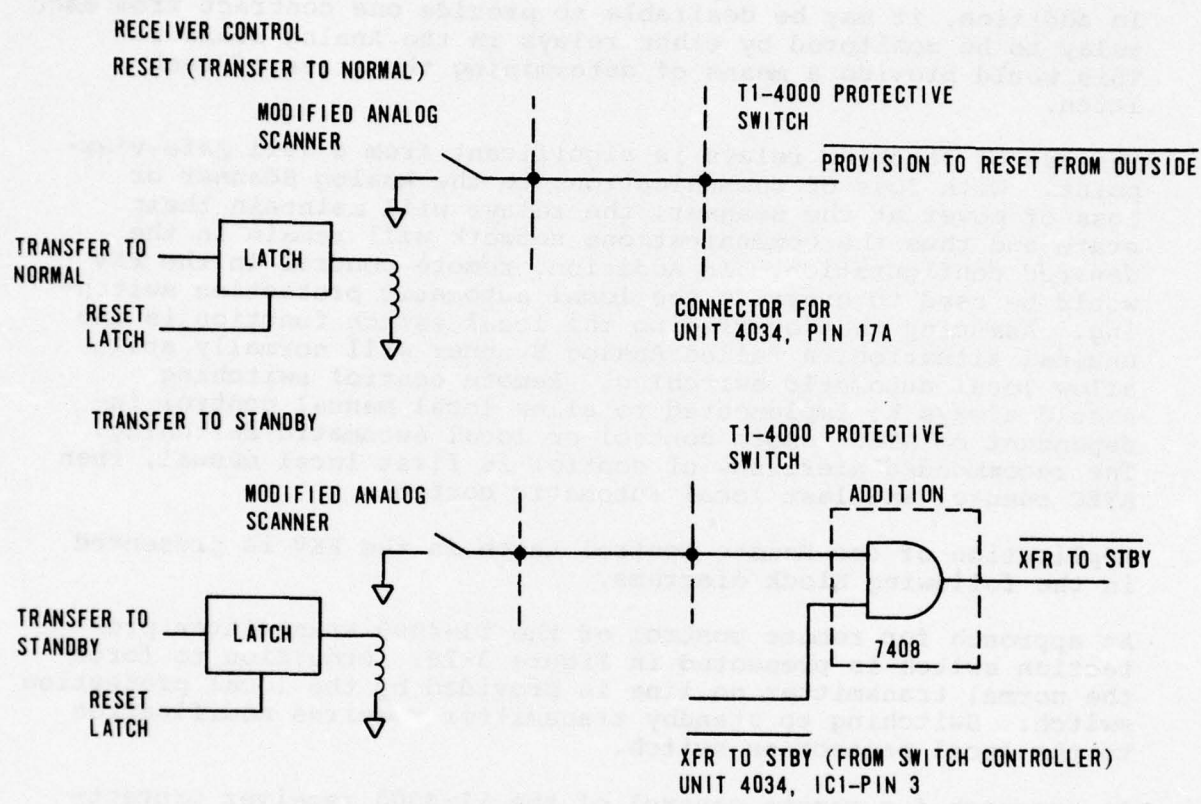 RECEIVER CONTROL
RESET (TRANSFER TO NORMAL)
MODIFIED ANALOG
SCANNER
T1-4000 PROTECTIVE
SWITCH
PROVISION TO RESET FROM OUTSIDE
TRANSFER TO
NORMAL
LATCH
RESET
LATCH
CONNECTOR FOR
UNIT 4034, PIN 17A
TRANSFER TO STANDBY
MODIFIED ANALOG
SCANNER
T1-4000 PROTECTIVE
SWITCH
ADDITION
XFR TO STBY
TRANSFER TO
STANDBY
LATCH
7408
RESET
LATCH
XFR TO STBY (FROM SWITCH CONTROLLER)
UNIT 4034, IC1-PIN 3